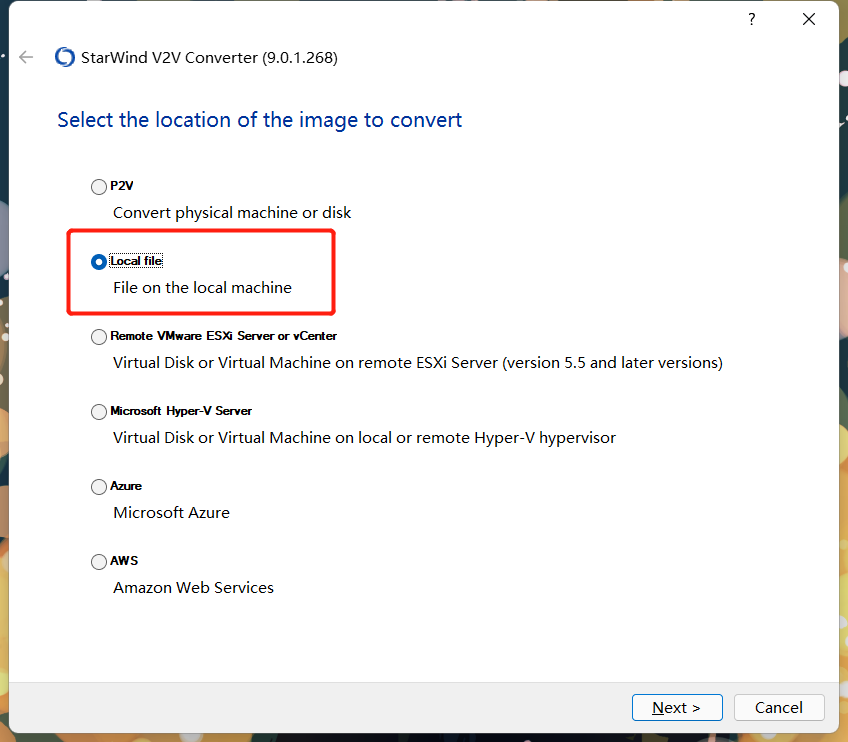 ?
StarWind V2V Converter (9.0.1.268)
Select the location of the image to convert
P2V
Convert physical machine or disk
Local file
File on the local machine
Remote VMware ESXi Server or vCenter
Virtual Disk or Virtual Machine on remote ESXi Server (version 5.5 and later versions)
Microsoft Hyper-V Server
Virtual Disk or Virtual Machine on local or remote Hyper-V hypervisor
Azure
Microsoft Azure
AWS
Amazon Web Services
Next > Cancel